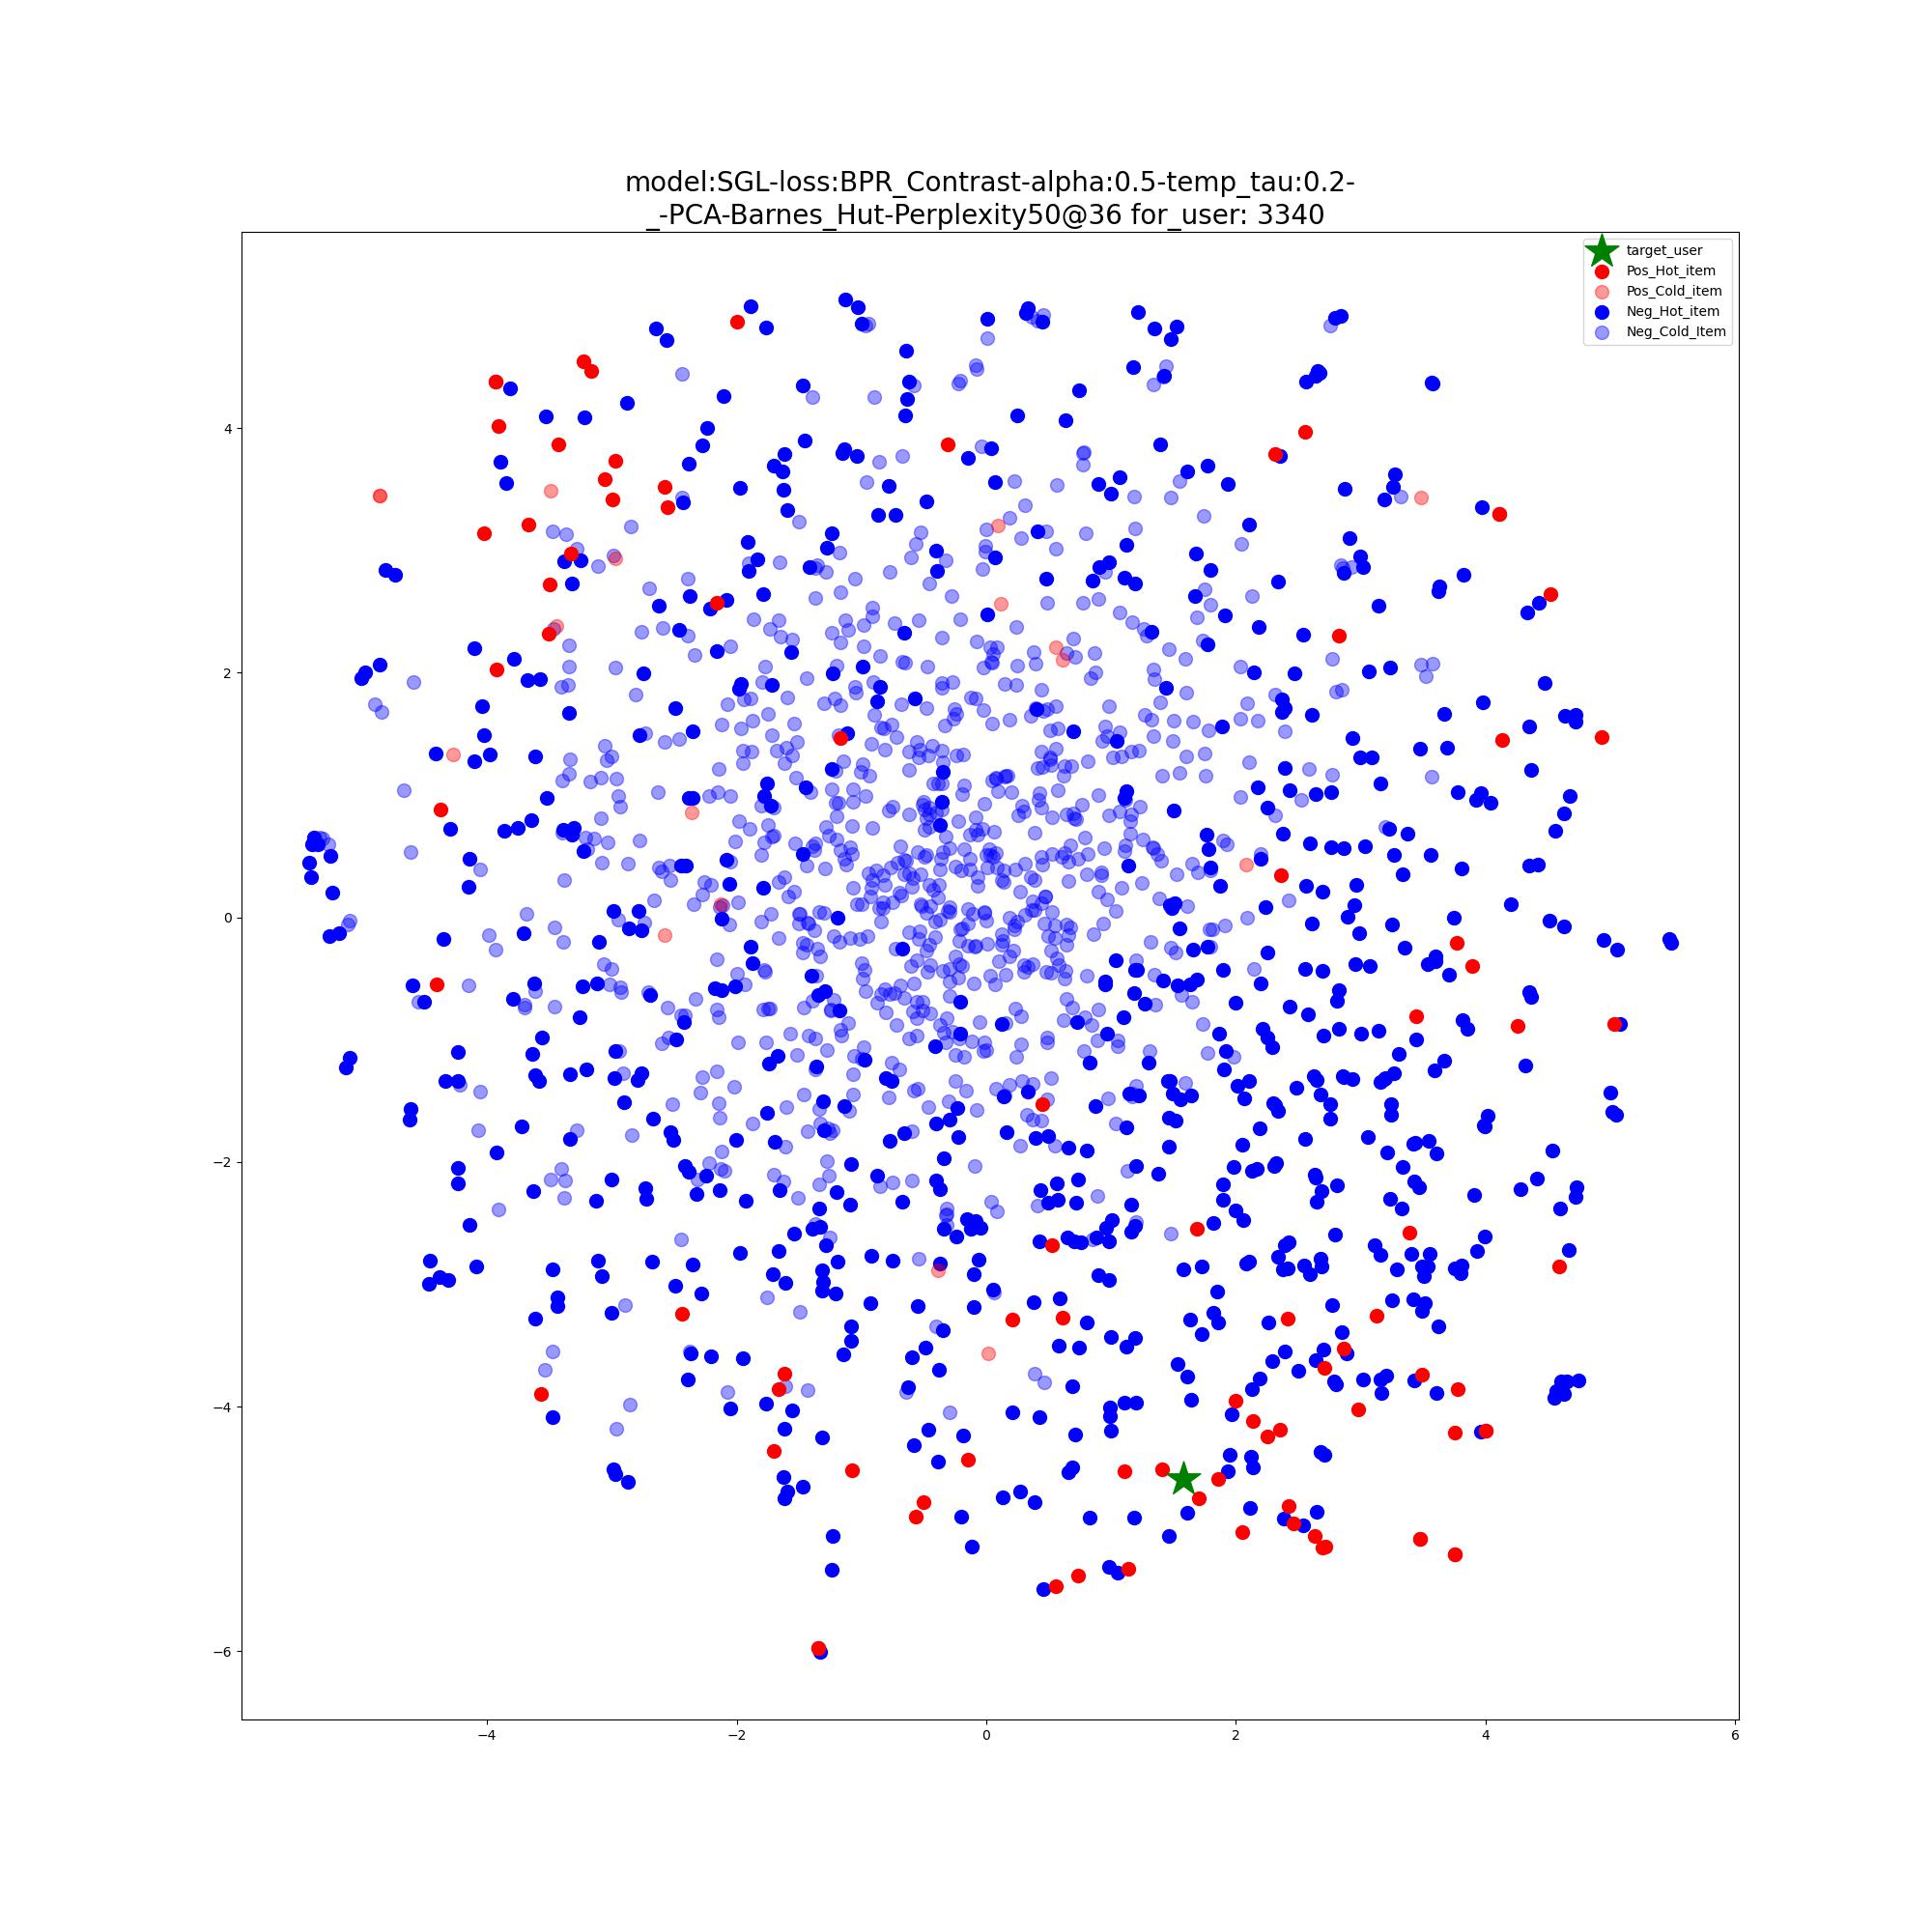 model:SGL-loss:BPR_Contrast-alpha:0.5-temp_tau:0.2-
_-PCA-Barnes_Hut-Perplexity50@36 for_user: 3340
target_user
Pos_Hot_item
Pos_Cold_item
Neg_Hot_item
Neg_Cold_Item
4
2
0
−2
−4
−6
−4
−2
0
2
4
6